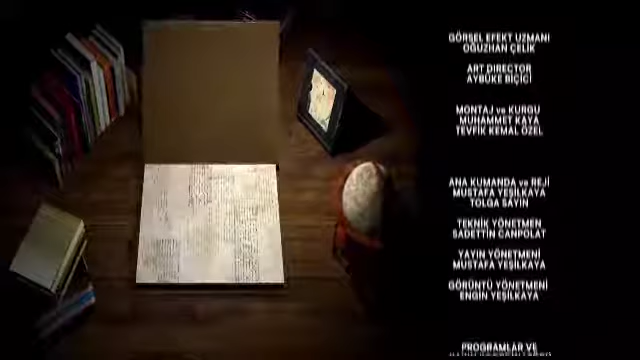 GÖRSEL EFEKT UZMANI
OĞUZHAN ÇELİK
ART DIRECTOR
AYBÜKE BİÇİCİ
MONTAJ ve KURGU
MUHAMMET KAYA
TEVFİK KEMAL ÖZEL
ANA KUMANDA ve REJİ
MUSTAFA YEŞİLKAYA
TOLGA SAYIN
TEKNİK YÖNETMEN
SADETTİN CANPOLAT
YAYIN YÖNETMENİ
MUSTAFA YEŞİLKAYA
GÖRÜNTÜ YÖNETMENİ
ENGİN YEŞİLKAYA
PROGRAMLAR VE